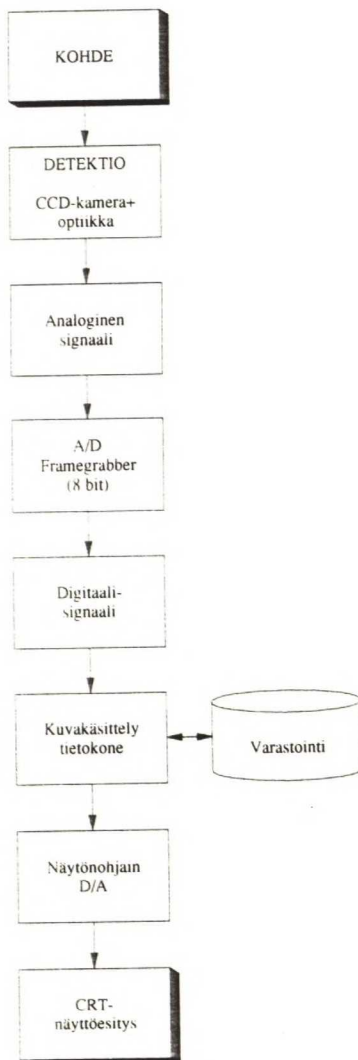 KOHDE
DETEKTIO
CCD-kamera+
optiikka
Analoginen
signaali
A/D
Framegrabber
(8 bit)
Digitaali-
signaali
Kuvakäsittely
tietokone
Varastointi
Näytönohjain
D/A
CRT-
näyttöesitys